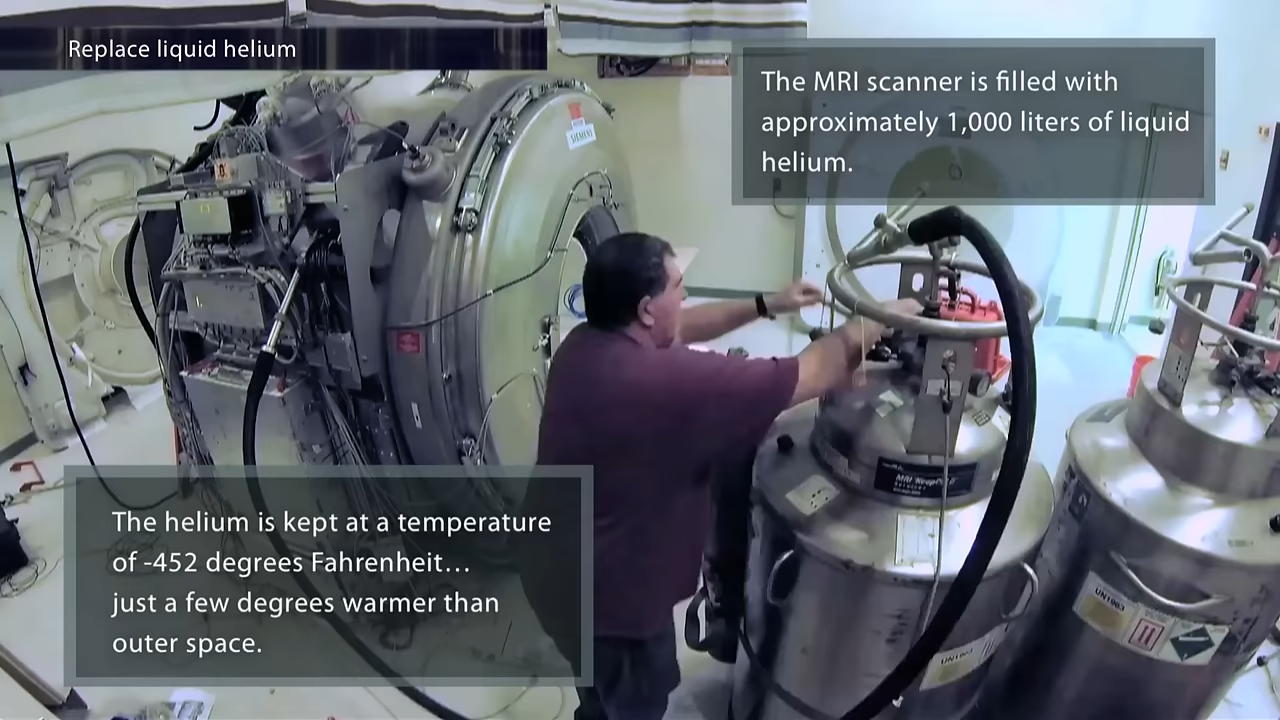 Replace liquid helium
The MRI scanner is filled with
approximately 1,000 liters of liquid
helium.
SIEMENS
The helium is kept at a temperature
of -452 degrees Fahrenheit...
just a few degrees warmer than
outer space.
UN1963
UN1963